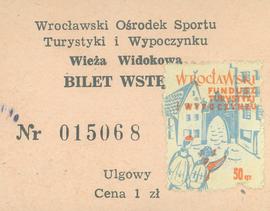 Wrocławski Ośrodek Sportu
Turystyki i Wypoczynku
Wieża Widokowa
BILET WSTĘ
WROCŁAWSKI
FUNDUSZ
TURYSTYKI
WYPOCZYNKU
Nr 015068
50 gr
Ulgowy
Cena 1 zł